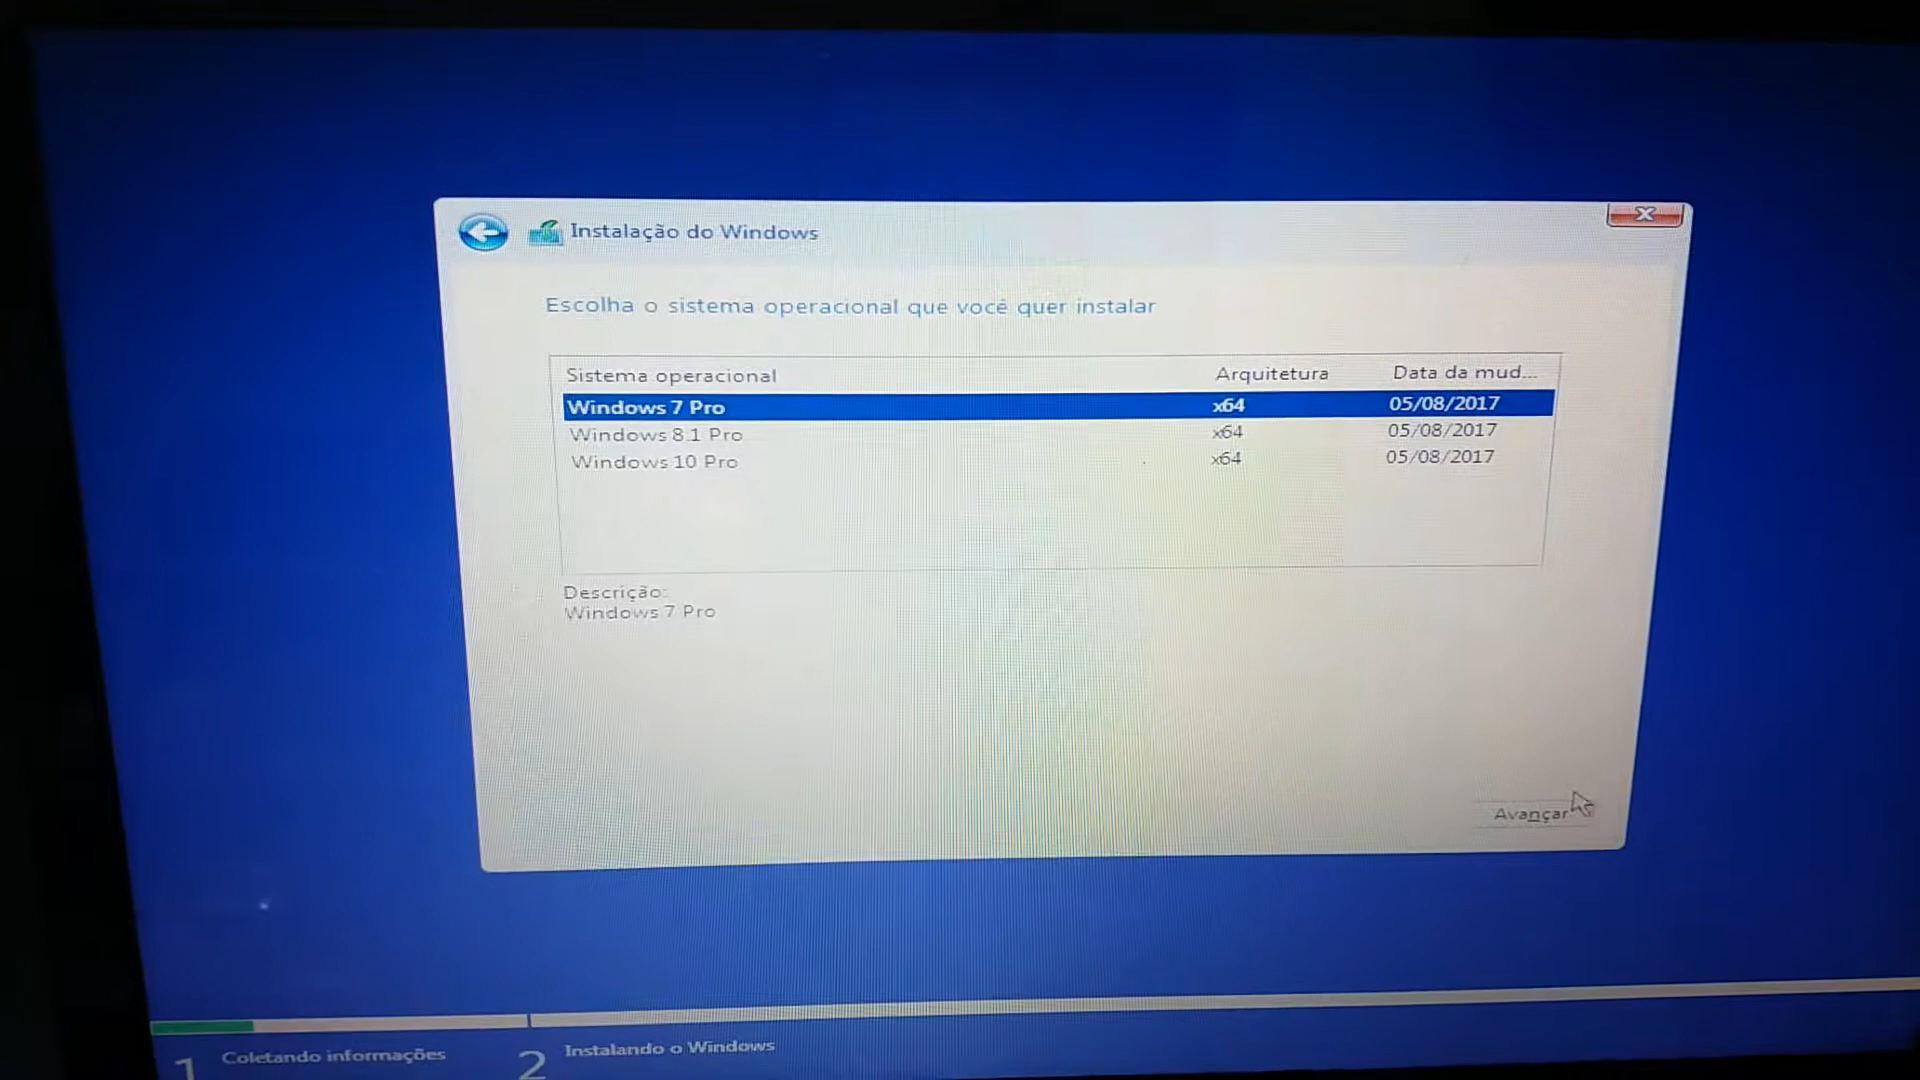 Instalação do Windows
Escolha o sistema operacional que você quer instalar
Sistema operacional Arquitetura Data da mud...
Windows 7 Pro x64 05/08/2017
Windows 8.1 Pro x64 05/08/2017
Windows 10 Pro x64 05/08/2017
Descrição:
Windows 7 Pro
Avançar
1 Coletando informações 2 Instalando o Windows